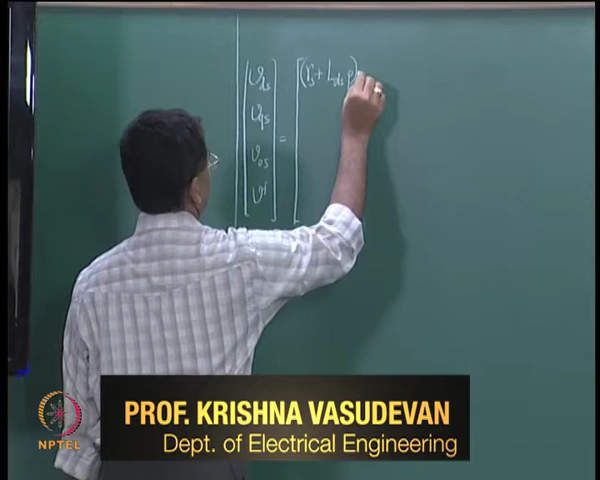 v_ds
v_qs
v_os
v_f
= (r_s + L_ds p)
NPTEL
PROF. KRISHNA VASUDEVAN
Dept. of Electrical Engineering